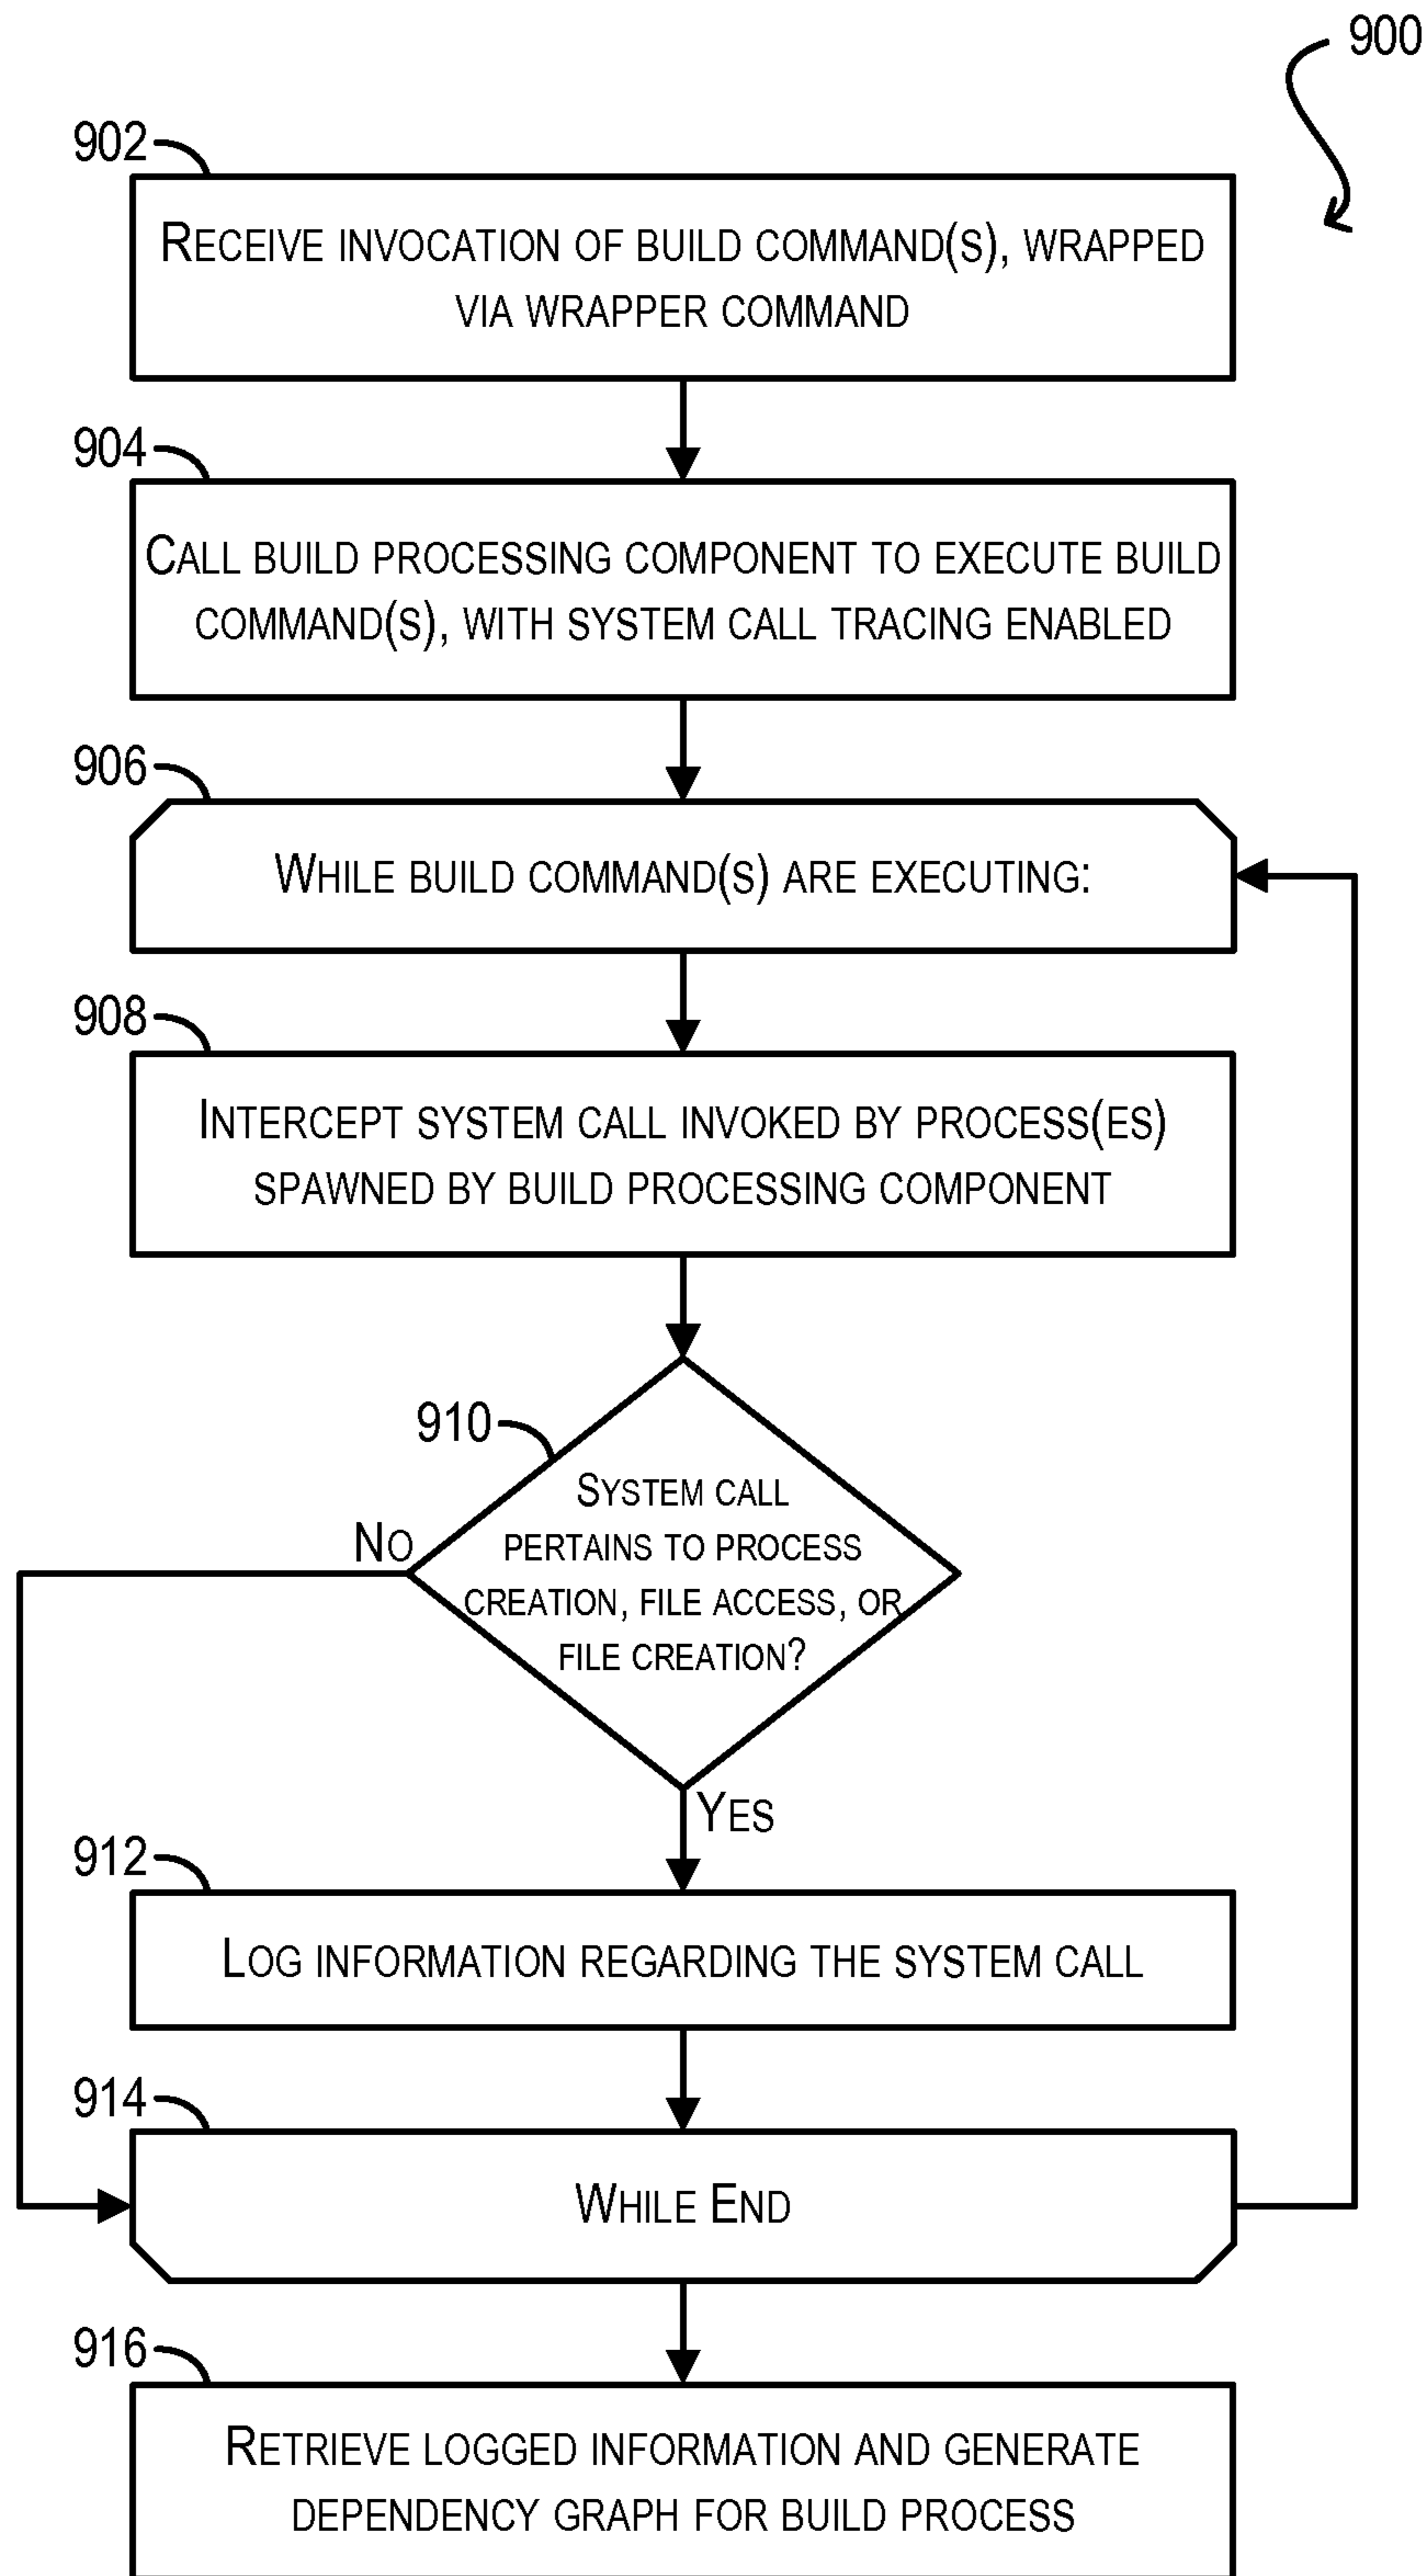 900
902
RECEIVE INVOCATION OF BUILD COMMAND(S), WRAPPED
VIA WRAPPER COMMAND
904
CALL BUILD PROCESSING COMPONENT TO EXECUTE BUILD
COMMAND(S), WITH SYSTEM CALL TRACING ENABLED
906
WHILE BUILD COMMAND(S) ARE EXECUTING:
908
INTERCEPT SYSTEM CALL INVOKED BY PROCESS(ES)
SPAWNED BY BUILD PROCESSING COMPONENT
910
SYSTEM CALL
PERTAINS TO PROCESS
CREATION, FILE ACCESS, OR
FILE CREATION?
NO
YES
912
LOG INFORMATION REGARDING THE SYSTEM CALL
914
WHILE END
916
RETRIEVE LOGGED INFORMATION AND GENERATE
DEPENDENCY GRAPH FOR BUILD PROCESS